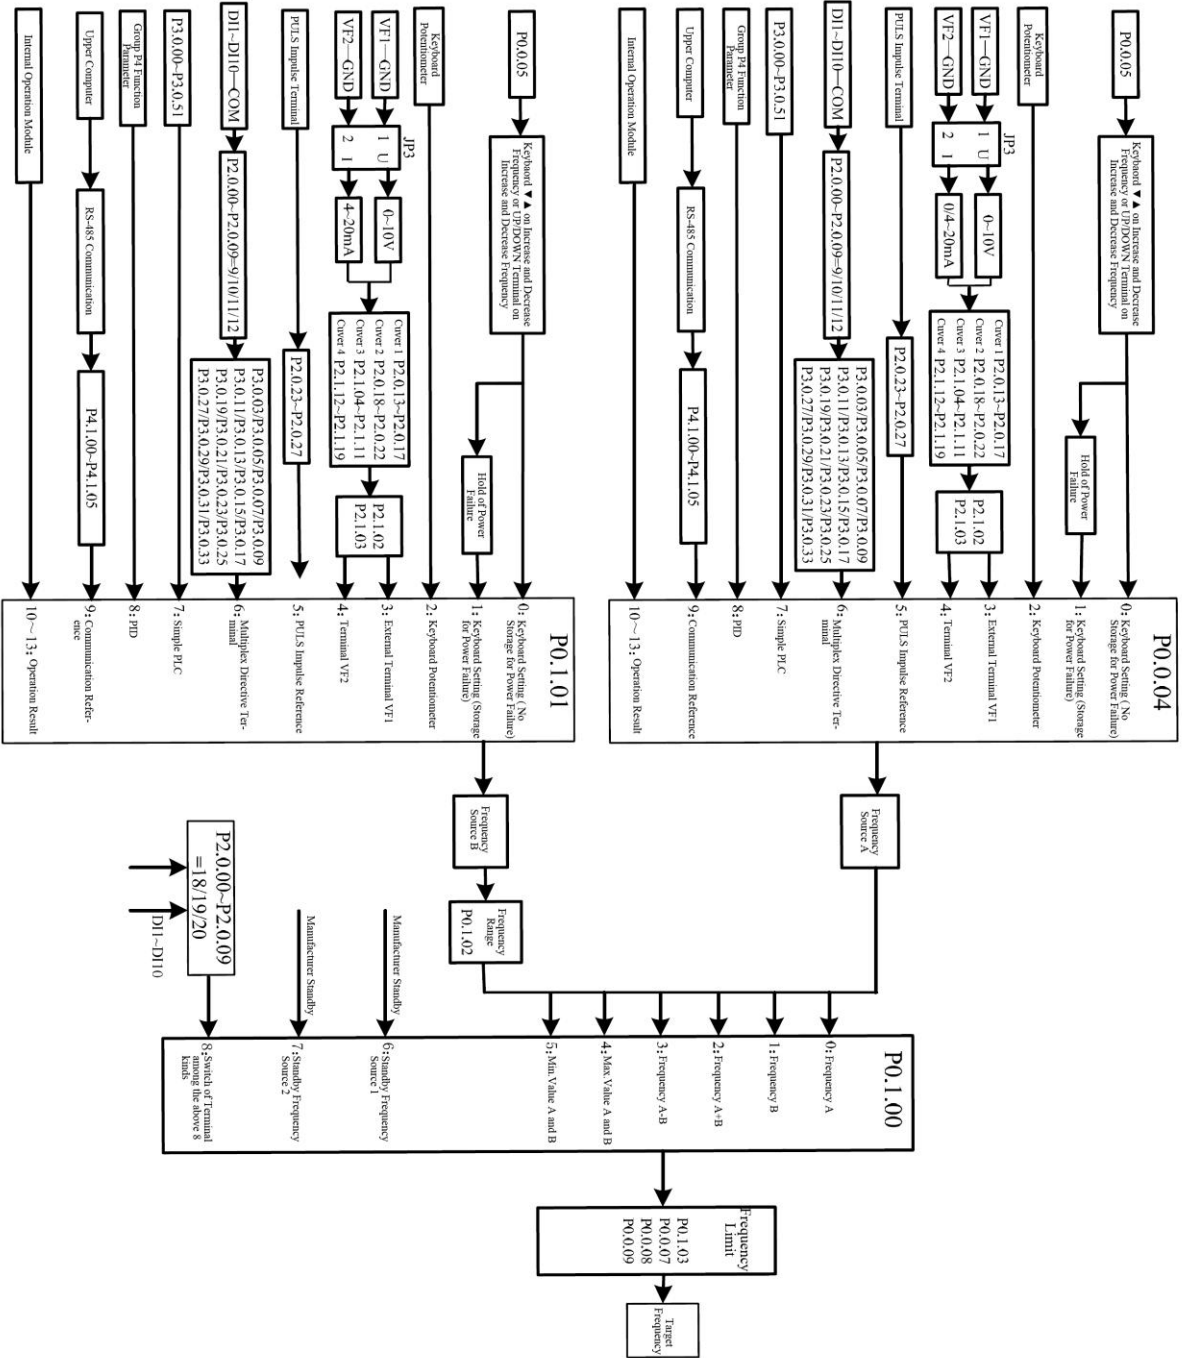 P0.0.05
Keybaord ▼ ▲ on Increase and Decrease
Frequency or UP/DOWN Terminal on
Increase and Decrease Frequency
Hold of Power
Failure
Keyboard
Potentiometer
VF1—GND
VF2—GND
JP3
1 U
2 I
0~10V
0/4~20mA
Cuver 1 P2.0.13~P2.0.17
Cuver 2 P2.0.18~P2.0.22
Cuver 3 P2.1.04~P2.1.11
Cuver 4 P2.1.12~P2.1.19
P2.1.02
P2.1.03
PULS Impulse Terminal
P2.0.23~P2.0.27
DI1~DI10—COM
P2.0.00~P2.0.09=9/10/11/12
P3.0.03/P3.0.05/P3.0.07/P3.0.09
P3.0.11/P3.0.13/P3.0.15/P3.0.17
P3.0.19/P3.0.21/P3.0.23/P3.0.25
P3.0.27/P3.0.29/P3.0.31/P3.0.33
P3.0.00~P3.0.51
Group P4 Function
Parameter
Upper Computer
RS-485 Communication
P4.1.00~P4.1.05
Internal Operation Module
P0.0.04
0: Keyboard Setting ( No
Storage for Power Failure)
1: Keyboard Setting (Storage
for Power Failure)
2: Keyboard Potentiometer
3: External Terminal VF1
4: Terminal VF2
5: PULS Impulse Reference
6: Multiplex Directive Ter-
minal
7: Simple PLC
8: PID
9: Communication Reference
10～13: Operation Result
Frequency
Source A
P0.0.05
Keybaord ▼ ▲ on Increase and Decrease
Frequency or UP/DOWN Terminal on
Increase and Decrease Frequency
Hold of Power
Failure
Keyboard
Potentiometer
VF1—GND
VF2—GND
JP3
1 U
2 I
0~10V
4~20mA
Cuver 1 P2.0.13~P2.0.17
Cuver 2 P2.0.18~P2.0.22
Cuver 3 P2.1.04~P2.1.11
Cuver 4 P2.1.12~P2.1.19
P2.1.02
P2.1.03
PULS Impulse Terminal
P2.0.23~P2.0.27
DI1~DI10—COM
P2.0.00~P2.0.09=9/10/11/12
P3.0.03/P3.0.05/P3.0.07/P3.0.09
P3.0.11/P3.0.13/P3.0.15/P3.0.17
P3.0.19/P3.0.21/P3.0.23/P3.0.25
P3.0.27/P3.0.29/P3.0.31/P3.0.33
P3.0.00~P3.0.51
Group P4 Function
Parameter
Upper Computer
RS-485 Communication
P4.1.00~P4.1.05
Internal Operation Module
P0.1.01
0: Keyboard Setting ( No
Storage for Power Failure)
1: Keyboard Setting (Storage
for Power Failure)
2: Keyboard Potentiometer
3: External Terminal VF1
4: Terminal VF2
5: PULS Impulse Reference
6: Multiplex Directive Ter-
minal
7: Simple PLC
8: PID
9: Communication Refer-
ence
10～13: Operation Result
Frequency
Source B
Frequency
Range
P0.1.02
Manufacturer Standby
Manufacturer Standby
P2.0.00~P2.0.09
=18/19/20
DI1~DI10
P0.1.00
0: Frequency A
1: Frequency B
2: Frequency A+B
3: Frequency A-B
4: Max.Value A and B
5: Min.Value A and B
6: Standby Frequency
Source 1
7: Standby Frequency
Source 2
8: Switch of Terminal
among the above 8
kinds
Frequency
Limit
P0.1.03
P0.0.07
P0.0.08
P0.0.09
Target
Frequency